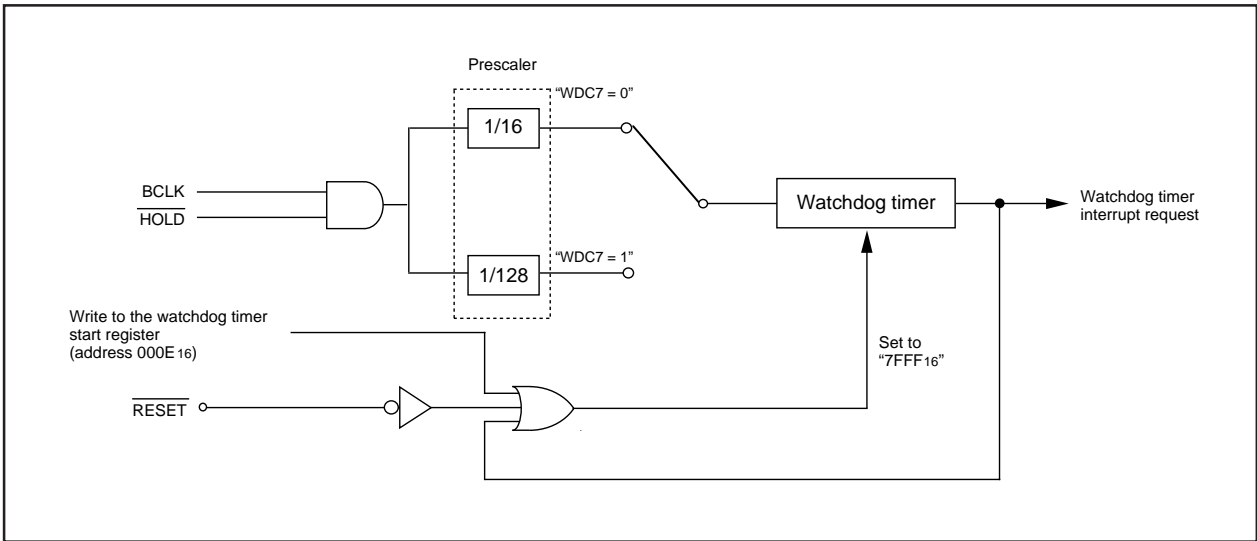 Prescaler
“WDC7 = 0”
1/16
BCLK
HOLD
Watchdog timer
Watchdog timer
interrupt request
“WDC7 = 1”
1/128
Write to the watchdog timer
start register
(address 000E16)
Set to
“7FFF16”
RESET